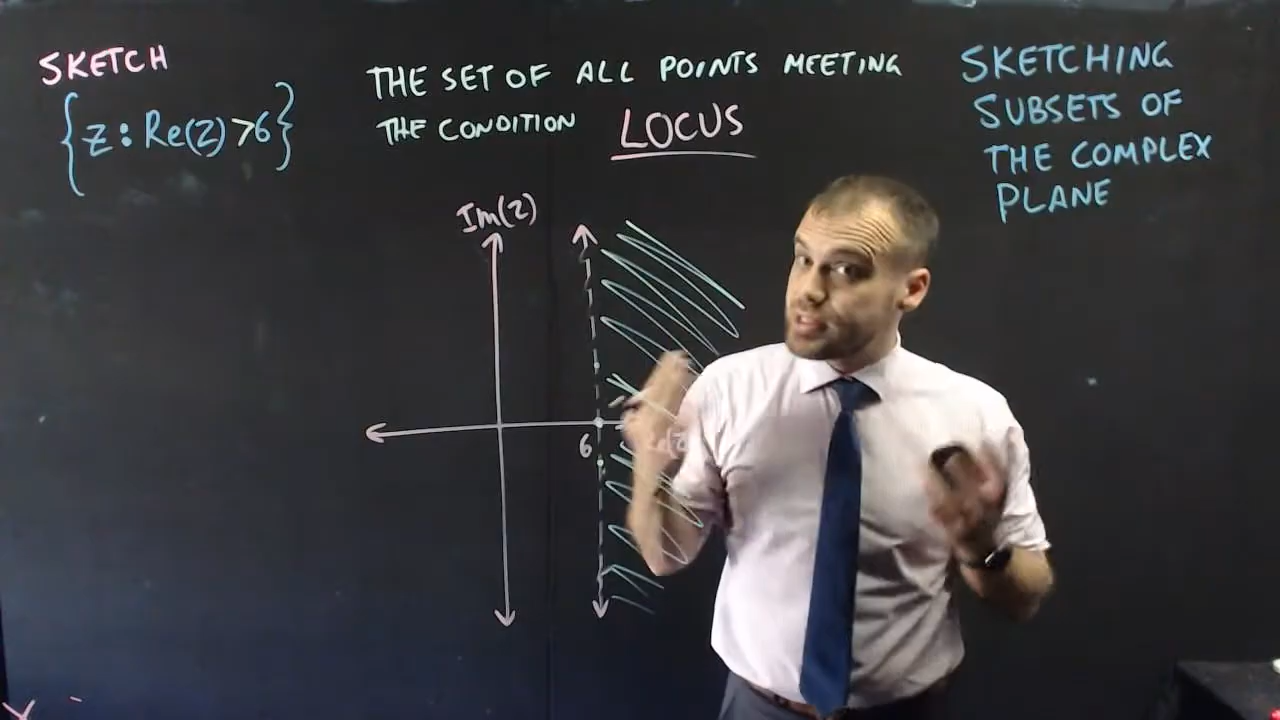 SKETCH
{z : Re(z) > 6}
THE SET OF ALL POINTS MEETING
THE CONDITION LOCUS
SKETCHING
SUBSETS OF
THE COMPLEX
PLANE
Im(z)
6